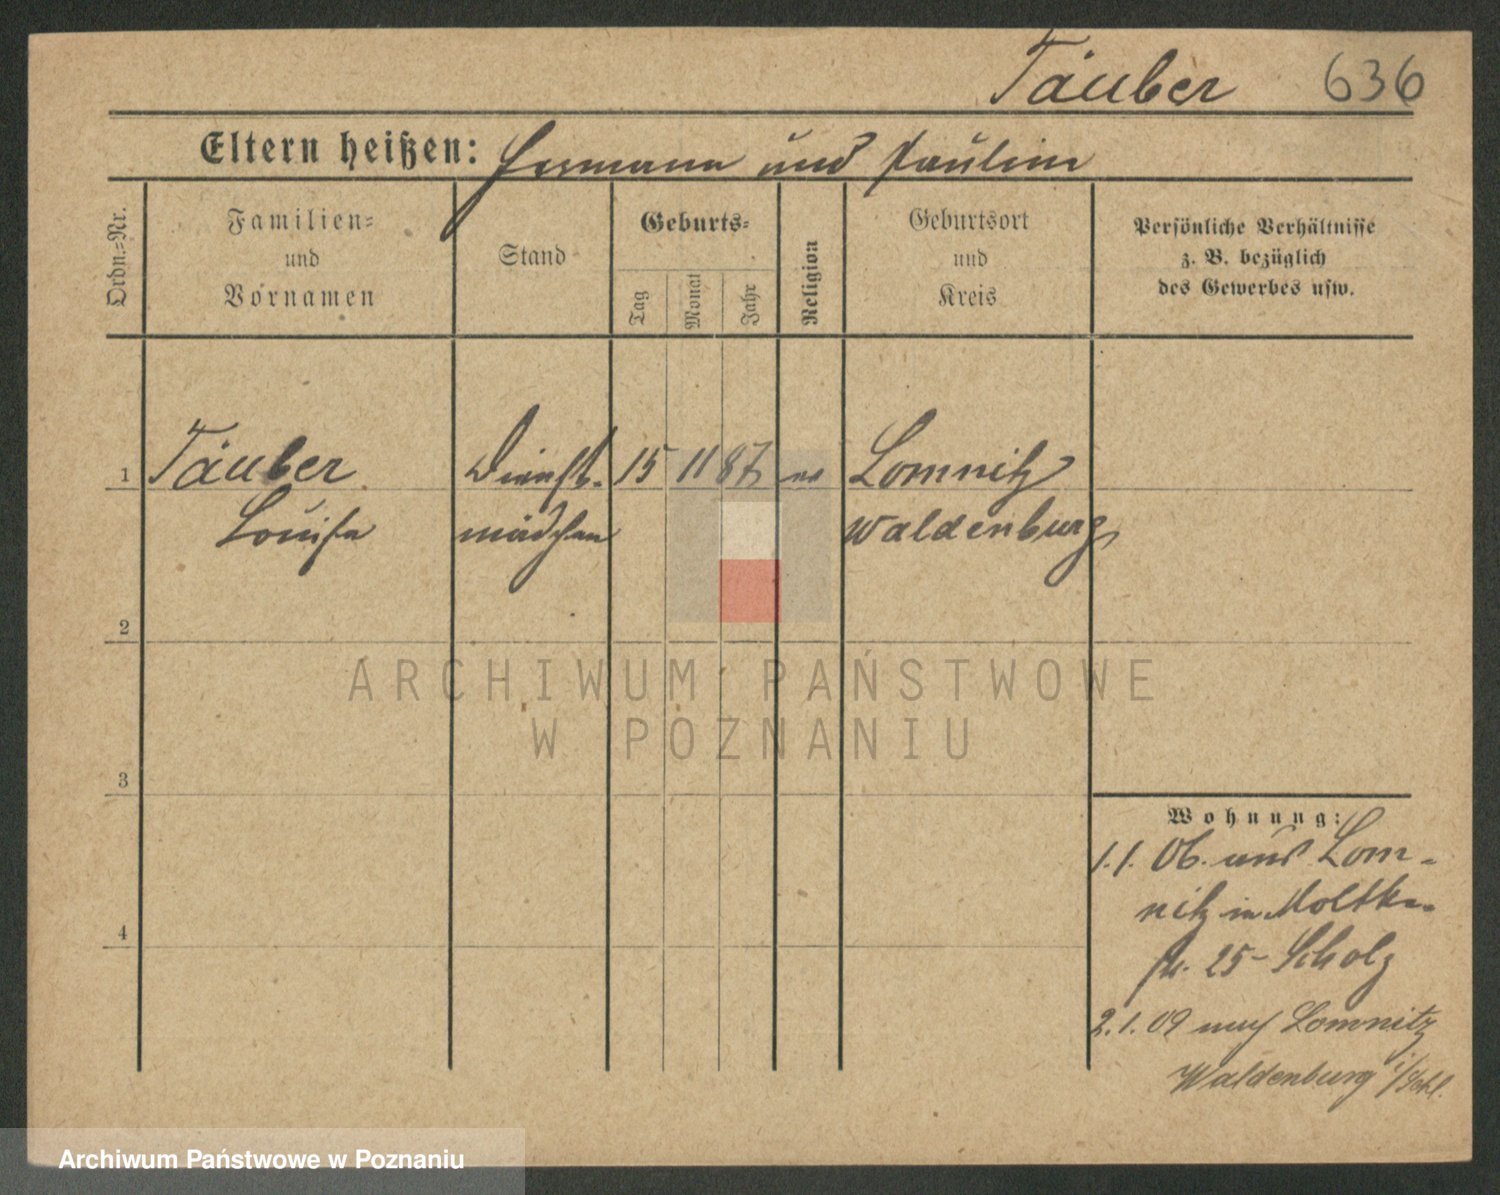 Täuber 636
Eltern heißen: Hermann und Pauline
Ordn.=Nr.
Familien=
und
Vornamen
Stand
Geburts=
Tag
Monat
Jahr
Religion
Geburtsort
und
Kreis
Persönliche Verhältnisse
z. B. bezüglich
des Gewerbes usw.
1 Täuber Dienst- 15 11 87 ev Lomnitz
Louise mädchen Waldenburg
2
3
4
ARCHIWUM PAŃSTWOWE
W POZNANIU
Wohnung:
1.1. 06. aus Lom-
nitz in Moltke-
str. 25- Scholz
2.1.09 nach Lomnitz
Waldenburg i/Schl.
Archiwum Państwowe w Poznaniu